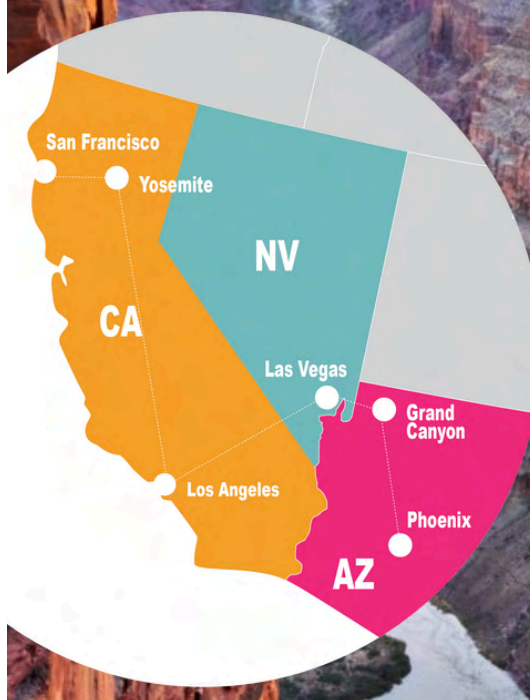 San Francisco
Yosemite
NV
CA
Las Vegas
Grand
Canyon
Los Angeles
Phoenix
AZ